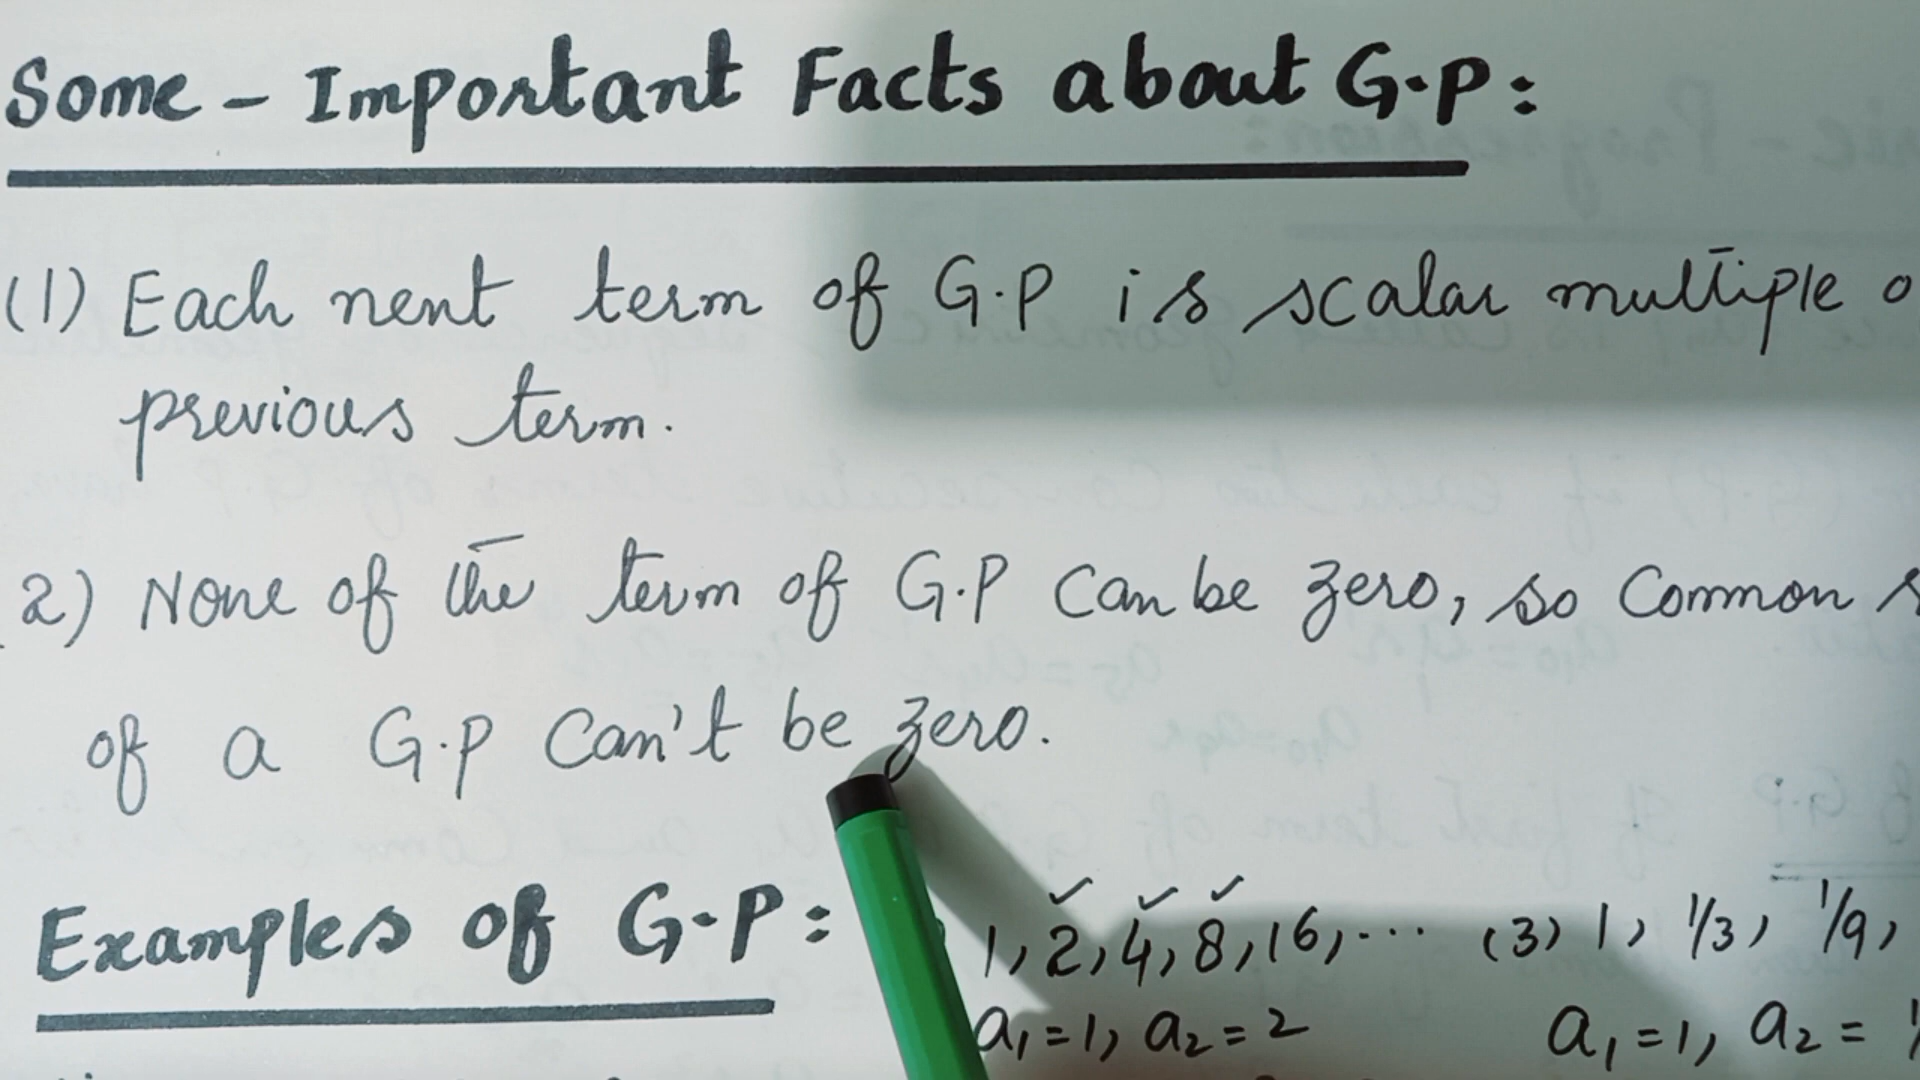 Some - Important Facts about G.P:
(1) Each nent term of G.P is scalar multiple o
previous term.
2) None of the term of G.P can be zero, so Common
of a G.P Can't be zero.
Examples of G.P:
1, 2, 4, 8, 16, ... (3) 1, 1/3, 1/9,
a₁ = 1, a₂ = 2 a₁ = 1, a₂ =